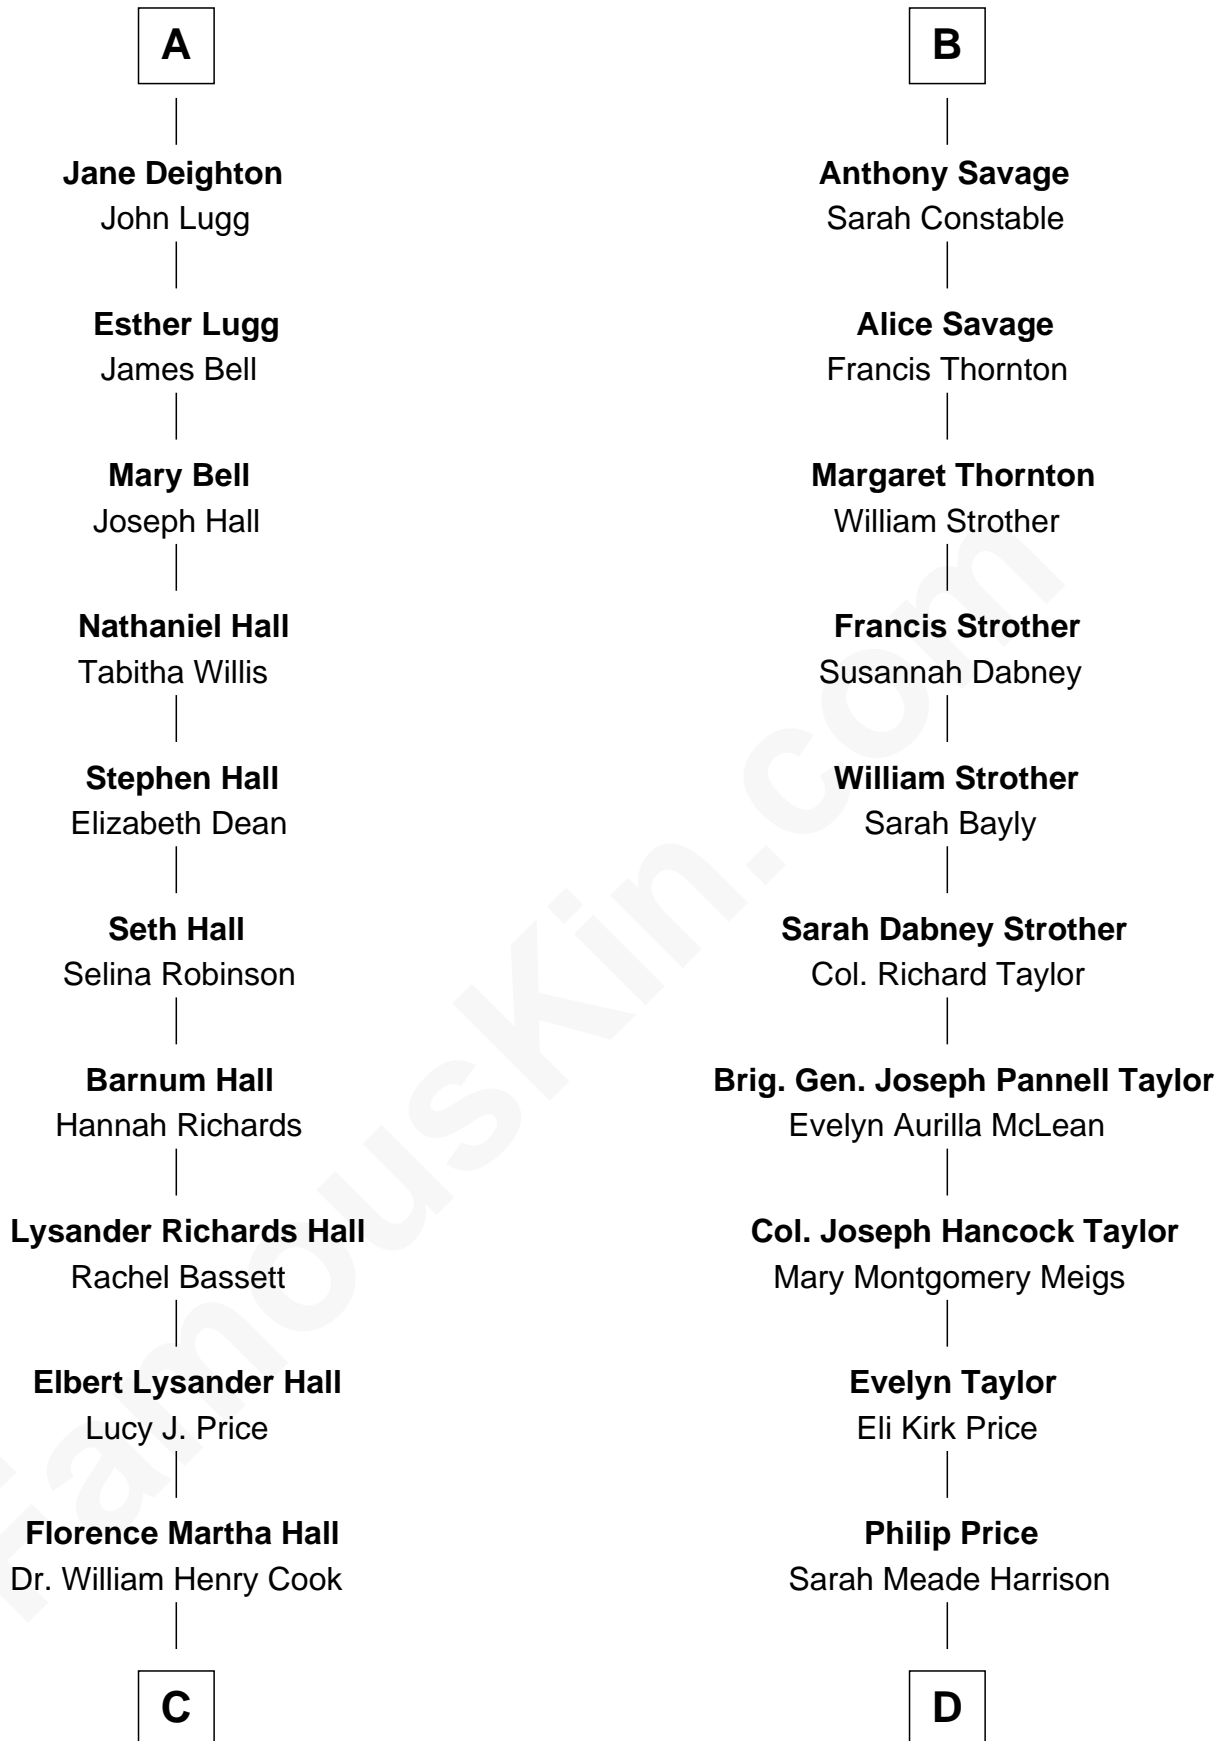 A
Jane Deighton
John Lugg
Esther Lugg
James Bell
Mary Bell
Joseph Hall
Nathaniel Hall
Tabitha Willis
Stephen Hall
Elizabeth Dean
Seth Hall
Selina Robinson
Barnum Hall
Hannah Richards
Lysander Richards Hall
Rachel Bassett
Elbert Lysander Hall
Lucy J. Price
Florence Martha Hall
Dr. William Henry Cook
C
B
Anthony Savage
Sarah Constable
Alice Savage
Francis Thornton
Margaret Thornton
William Strother
Francis Strother
Susannah Dabney
William Strother
Sarah Bayly
Sarah Dabney Strother
Col. Richard Taylor
Brig. Gen. Joseph Pannell Taylor
Evelyn Aurilla McLean
Col. Joseph Hancock Taylor
Mary Montgomery Meigs
Evelyn Taylor
Eli Kirk Price
Philip Price
Sarah Meade Harrison
D
FamousKin.com